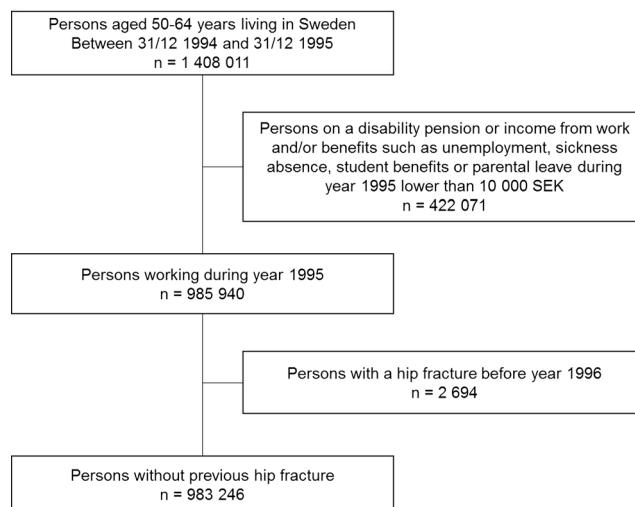 Persons aged 50-64 years living in Sweden
Between 31/12 1994 and 31/12 1995
n = 1 408 011
Persons on a disability pension or income from work
and/or benefits such as unemployment, sickness
absence, student benefits or parental leave during
year 1995 lower than 10 000 SEK
n = 422 071
Persons working during year 1995
n = 985 940
Persons with a hip fracture before year 1996
n = 2 694
Persons without previous hip fracture
n = 983 246